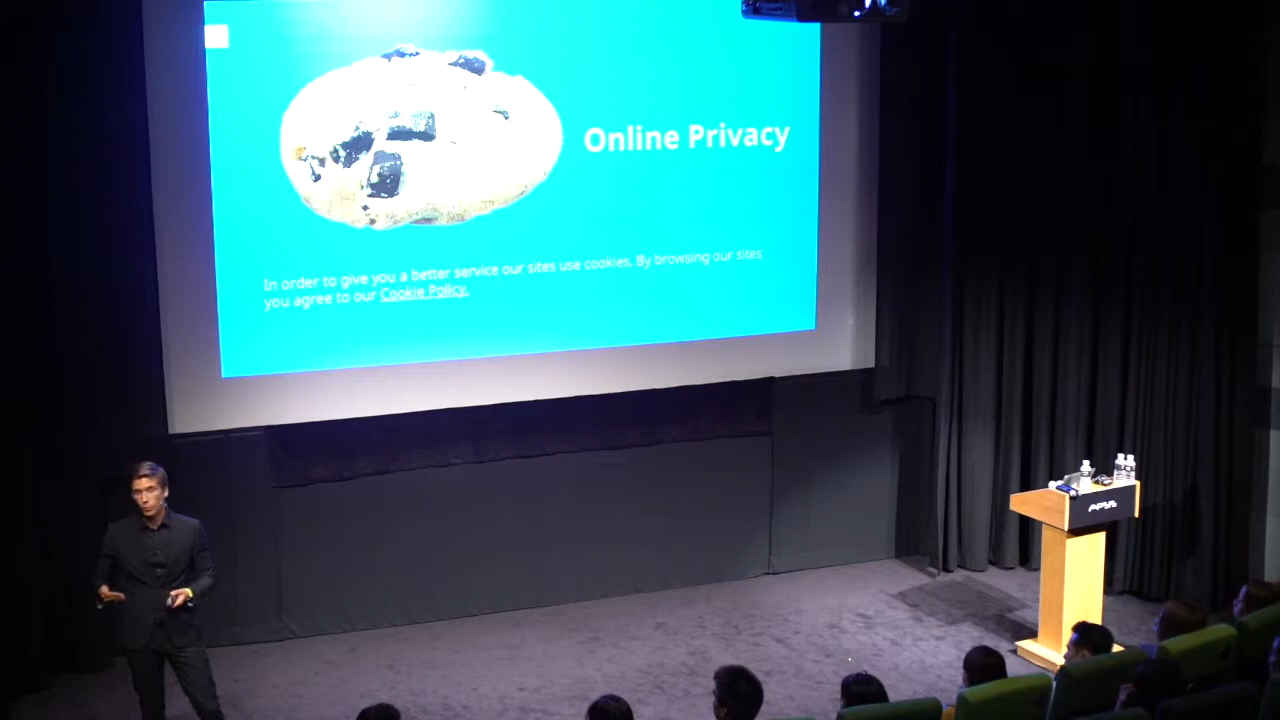 Online Privacy
In order to give you a better service our sites use cookies. By browsing our sites
you agree to our Cookie Policy.